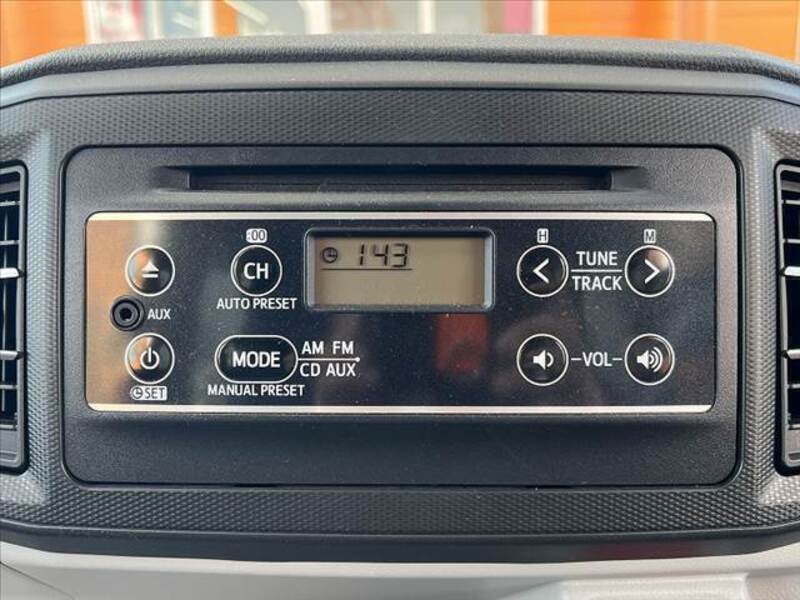 :00
CH
AUTO PRESET
143
H
M
TUNE
TRACK
AUX
MODE
AM FM
CD AUX
MANUAL PRESET
SET
-VOL-